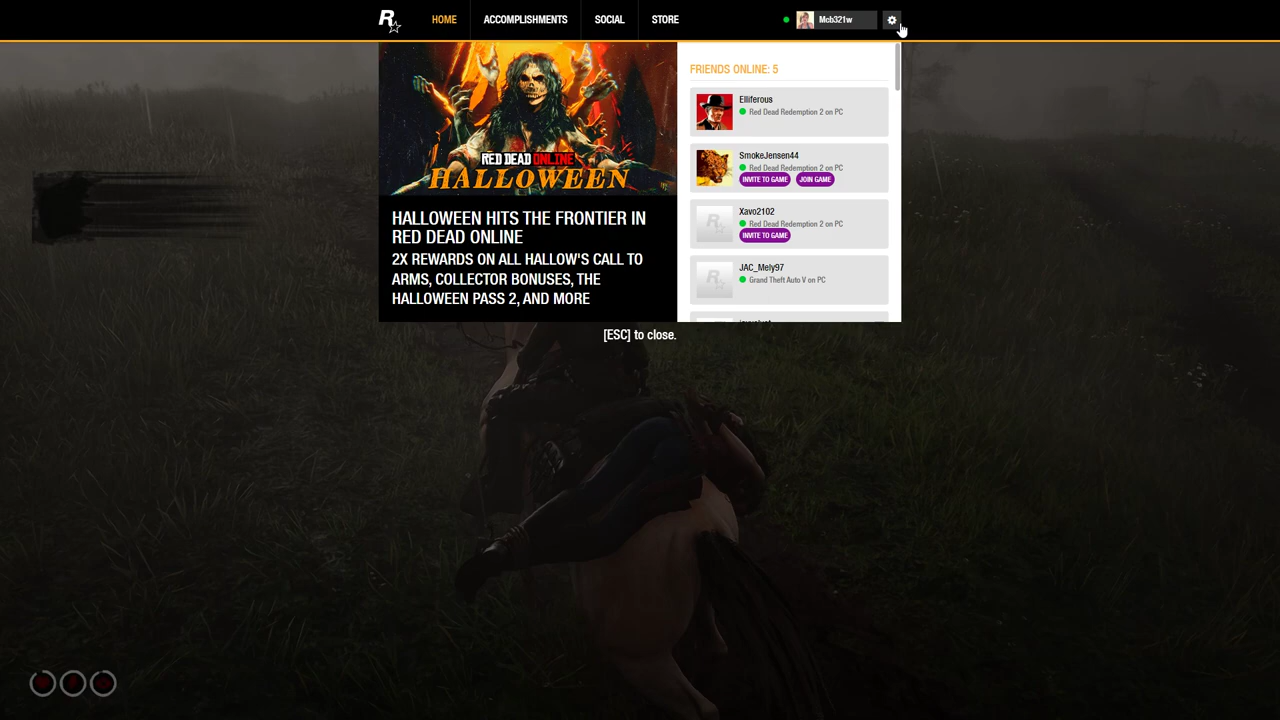 R
HOME
ACCOMPLISHMENTS
SOCIAL
STORE
Mcb321w
RED DEAD ONLINE
HALLOWEEN
HALLOWEEN HITS THE FRONTIER IN
RED DEAD ONLINE
2X REWARDS ON ALL HALLOW'S CALL TO
ARMS, COLLECTOR BONUSES, THE
HALLOWEEN PASS 2, AND MORE
FRIENDS ONLINE: 5
Elliferous
Red Dead Redemption 2 on PC
SmokeJensen44
Red Dead Redemption 2 on PC
INVITE TO GAME JOIN GAME
Xavo2102
Red Dead Redemption 2 on PC
INVITE TO GAME
JAC_Mely97
Grand Theft Auto V on PC
[ESC] to close.